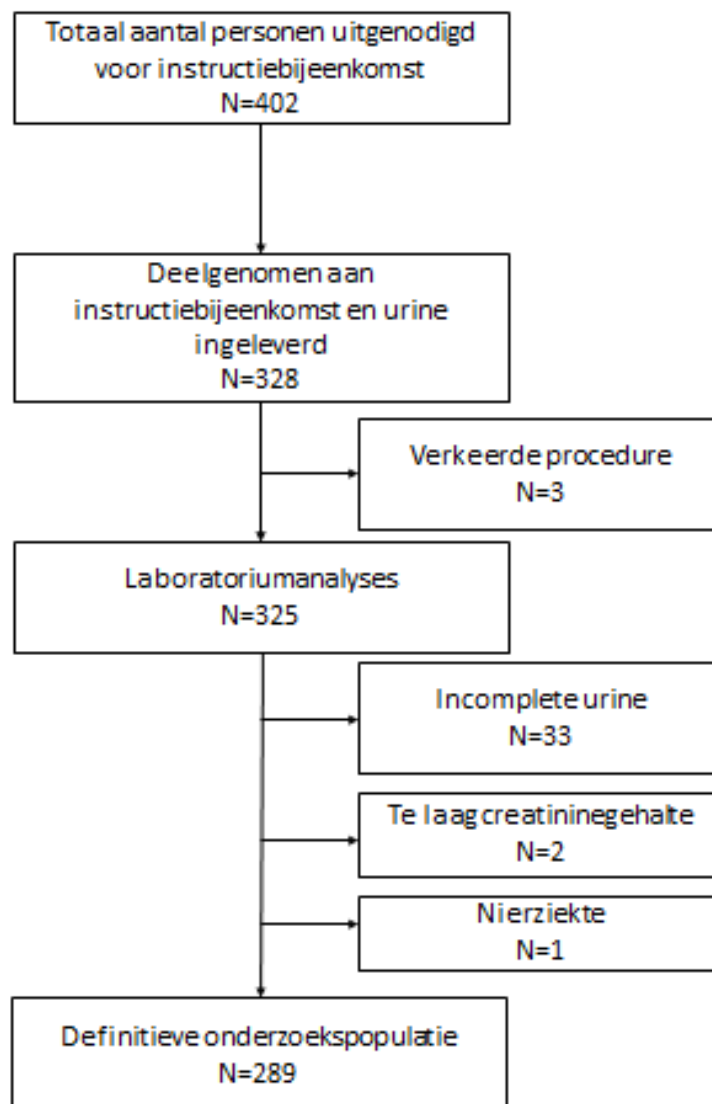 Totaal aantal personen uitgenodigd
voor instructiebijeenkomst
N=402
Deelgenomen aan
instructiebijeenkomst en urine
ingeleverd
N=328
Verkeerde procedure
N=3
Laboratoriumanalyses
N=325
Incomplete urine
N=33
Te laag creatininegehalte
N=2
Nierziekte
N=1
Definitieve onderzoekspopulatie
N=289